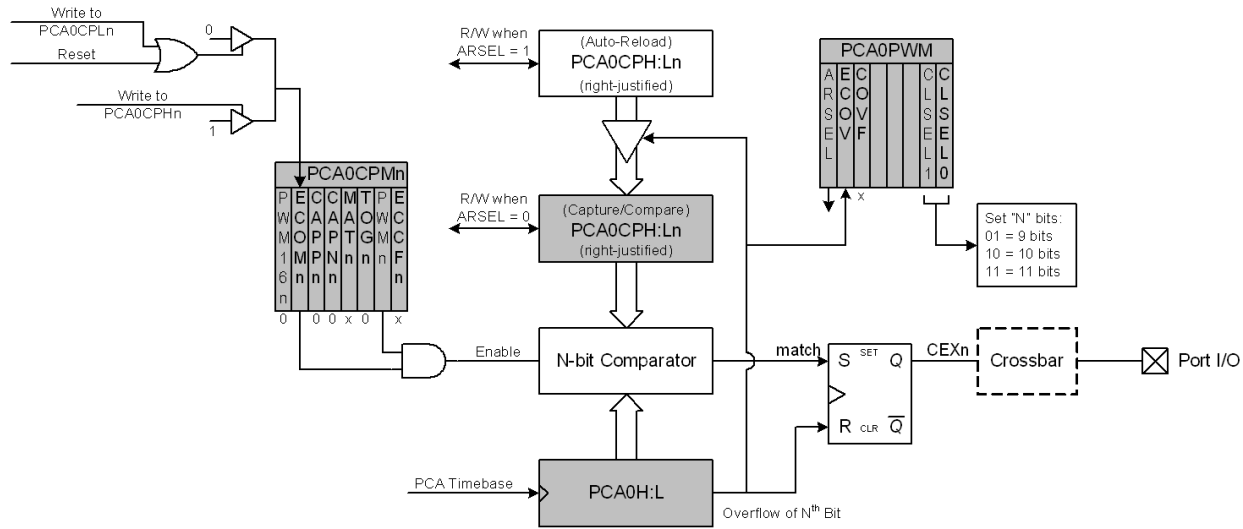 Write to
PCA0CPLn
Reset
0
Write to
PCA0CPHn
1
R/W when
ARSEL = 1
(Auto-Reload)
PCA0CPH:Ln
(right-justified)
PCA0PWM
ARSEL
ECOV
COVF
CLSEL1
CLSEL0
x
Set "N" bits:
01 = 9 bits
10 = 10 bits
11 = 11 bits
PCA0CPMn
PWM16n
ECOMn
CAPPn
CAPNn
MATn
TOGn
PWMn
ECCFn
0 0 0 x 0 x
R/W when
ARSEL = 0
(Capture/Compare)
PCA0CPH:Ln
(right-justified)
Enable
N-bit Comparator
match
S SET Q
R CLR Q̅
CEXn
Crossbar
Port I/O
PCA Timebase
PCA0H:L
Overflow of Nth Bit